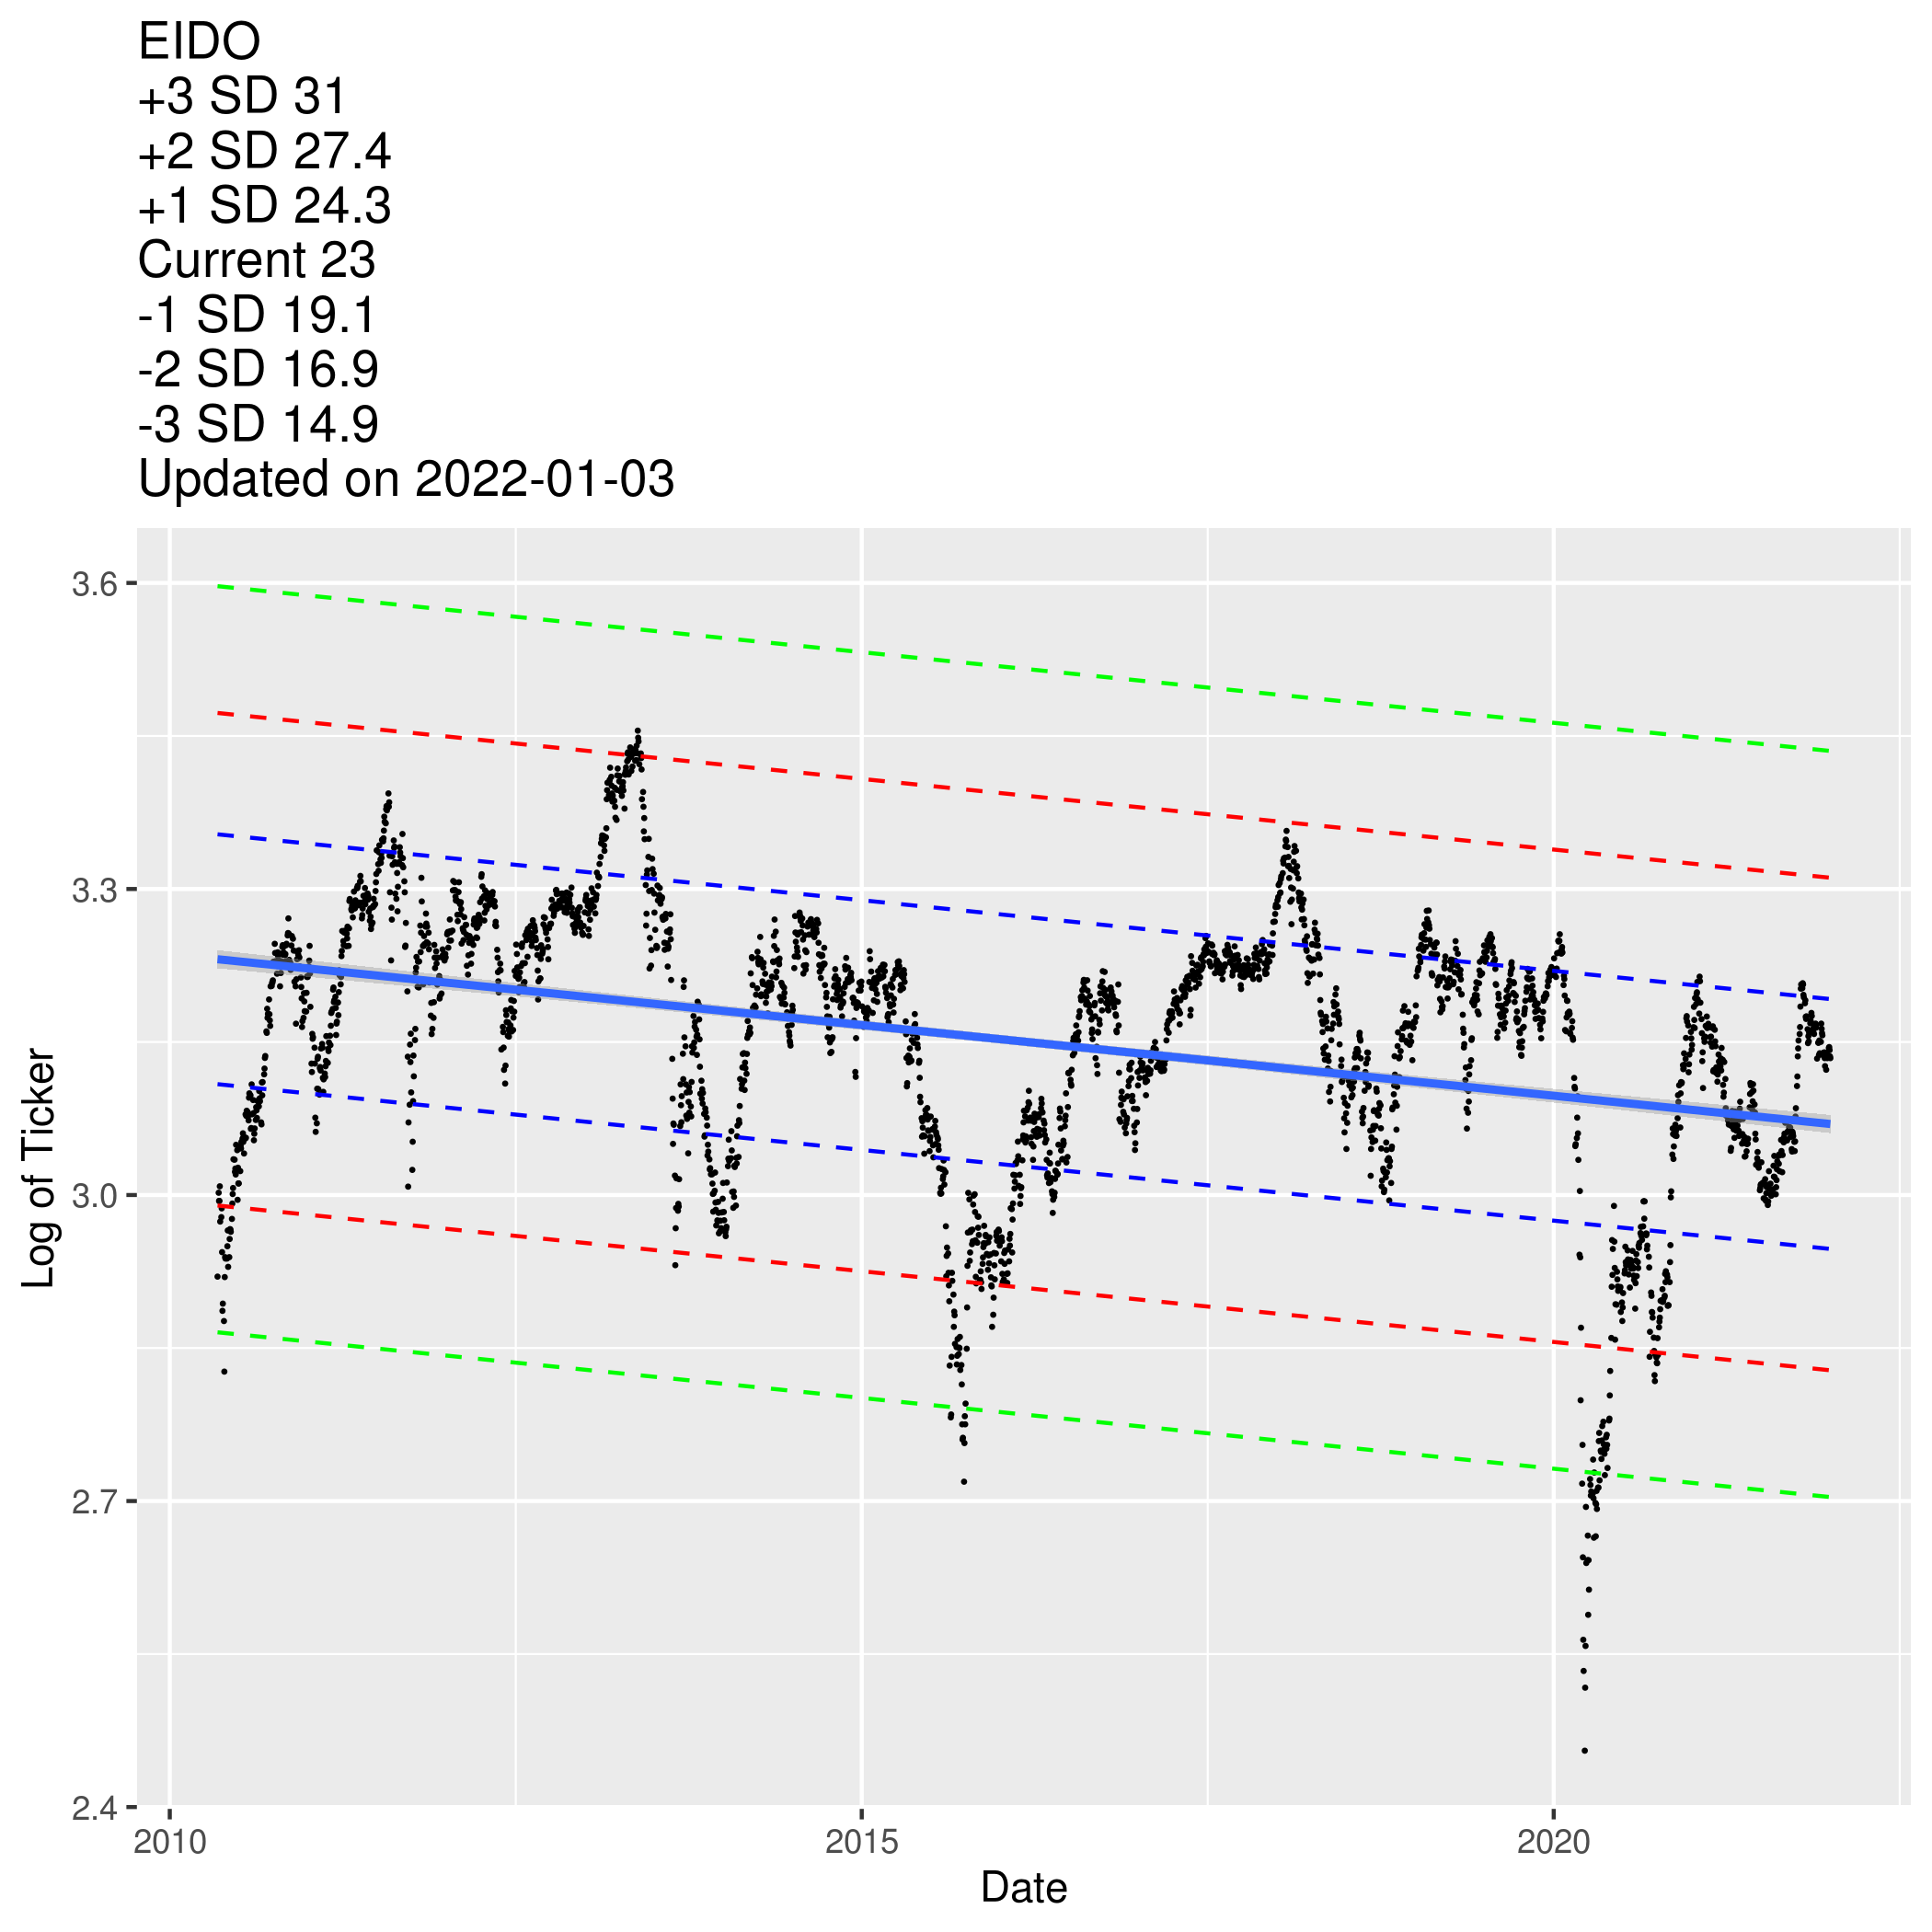 EIDO
+3 SD 31
+2 SD 27.4
+1 SD 24.3
Current 23
-1 SD 19.1
-2 SD 16.9
-3 SD 14.9
Updated on 2022-01-03
3.6
3.3
3.0
2.7
2.4
Log of Ticker
2010
2015
2020
Date